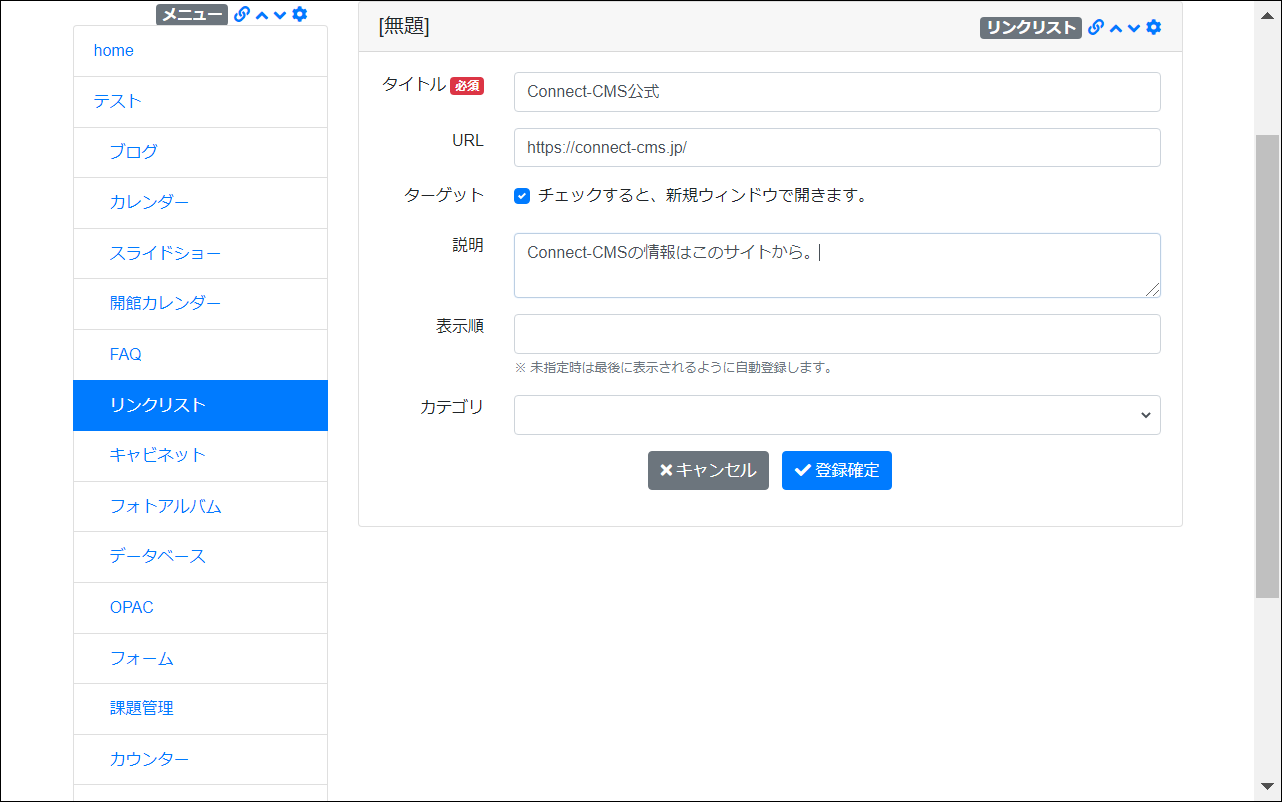 メニュー
home
テスト
ブログ
カレンダー
スライドショー
開館カレンダー
FAQ
リンクリスト
キャビネット
フォトアルバム
データベース
OPAC
フォーム
課題管理
カウンター
[無題]
リンクリスト
タイトル 必須
Connect-CMS公式
URL
https://connect-cms.jp/
ターゲット
チェックすると、新規ウィンドウで開きます。
説明
Connect-CMSの情報はこのサイトから。
表示順
※ 未指定時は最後に表示されるように自動登録します。
カテゴリ
キャンセル
登録確定